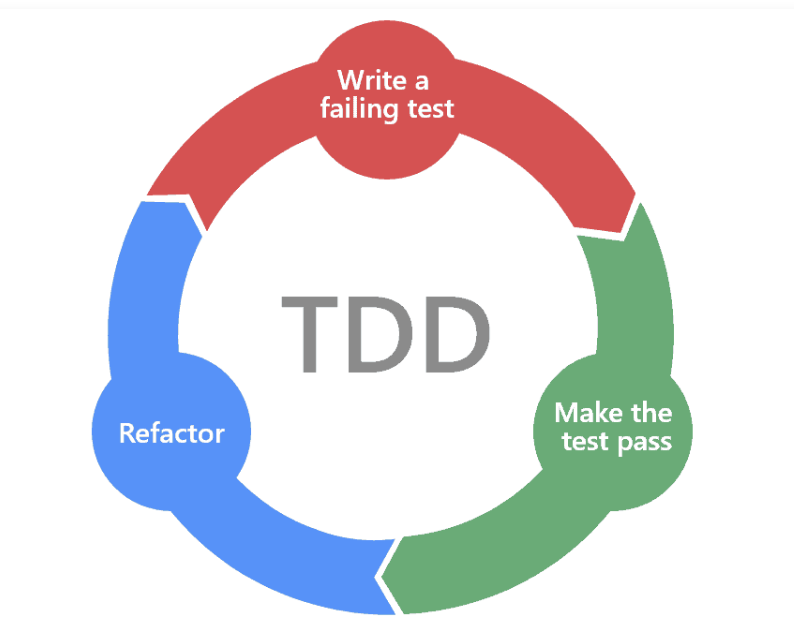 Write a
failing test
TDD
Make the
test pass
Refactor